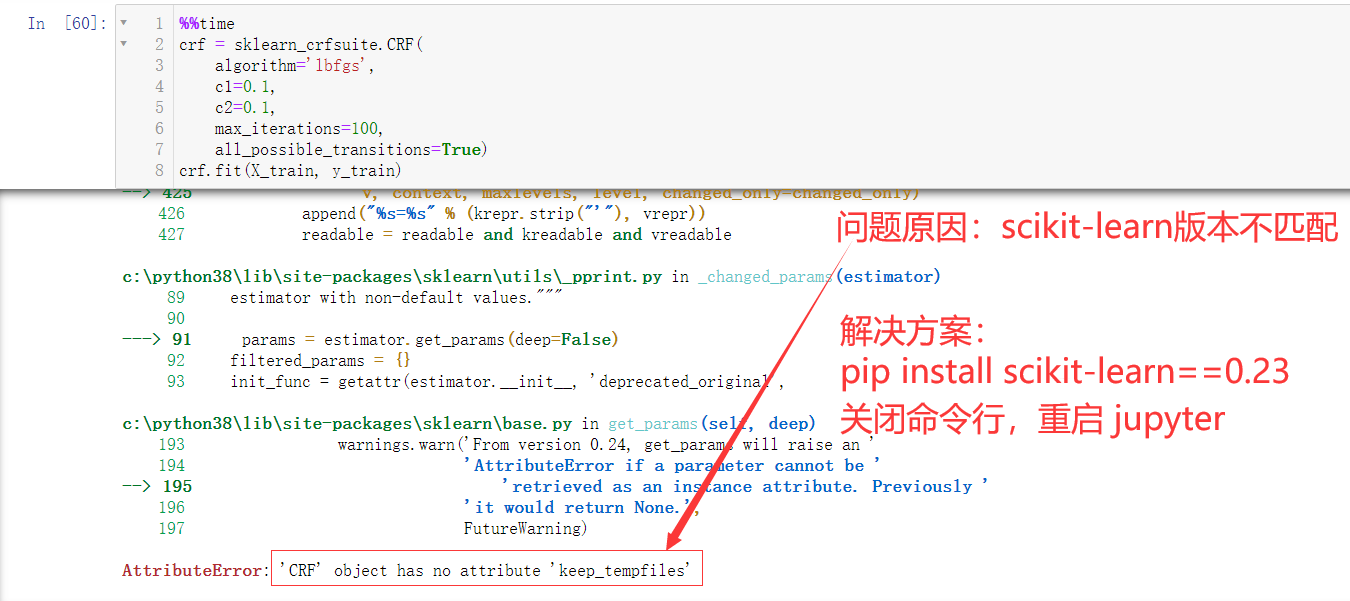 In [60]:
1 %%time
2 crf = sklearn_crfsuite.CRF(
3 algorithm='lbfgs',
4 c1=0.1,
5 c2=0.1,
6 max_iterations=100,
7 all_possible_transitions=True)
8 crf.fit(X_train, y_train)
--> 425 v, context, maxlevels, level, changed_only=changed_only)
426 append("%s=%s" % (krepr.strip("'"), vrepr))
427 readable = readable and kreadable and vreadable
问题原因：scikit-learn版本不匹配
c:\python38\lib\site-packages\sklearn\utils\_pprint.py in _changed_params(estimator)
89 estimator with non-default values."""
90
---> 91 params = estimator.get_params(deep=False)
92 filtered_params = {}
93 init_func = getattr(estimator.__init__, 'deprecated_original',
解决方案：
pip install scikit-learn==0.23
关闭命令行，重启 jupyter
c:\python38\lib\site-packages\sklearn\base.py in get_params(self, deep)
193 warnings.warn('From version 0.24, get_params will raise an '
194 'AttributeError if a parameter cannot be '
--> 195 'retrieved as an instance attribute. Previously '
196 'it would return None.',
197 FutureWarning)
AttributeError: 'CRF' object has no attribute 'keep_tempfiles'